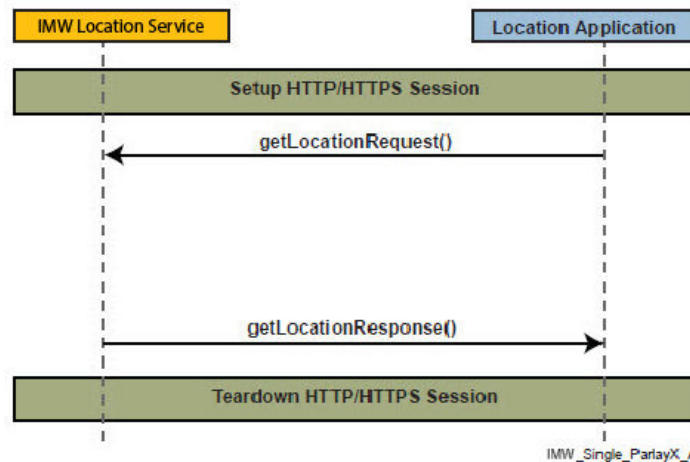 IMW Location Service
Location Application
Setup HTTP/HTTPS Session
getLocationRequest()
getLocationResponse()
Teardown HTTP/HTTPS Session
IMW_Single_ParlayX_